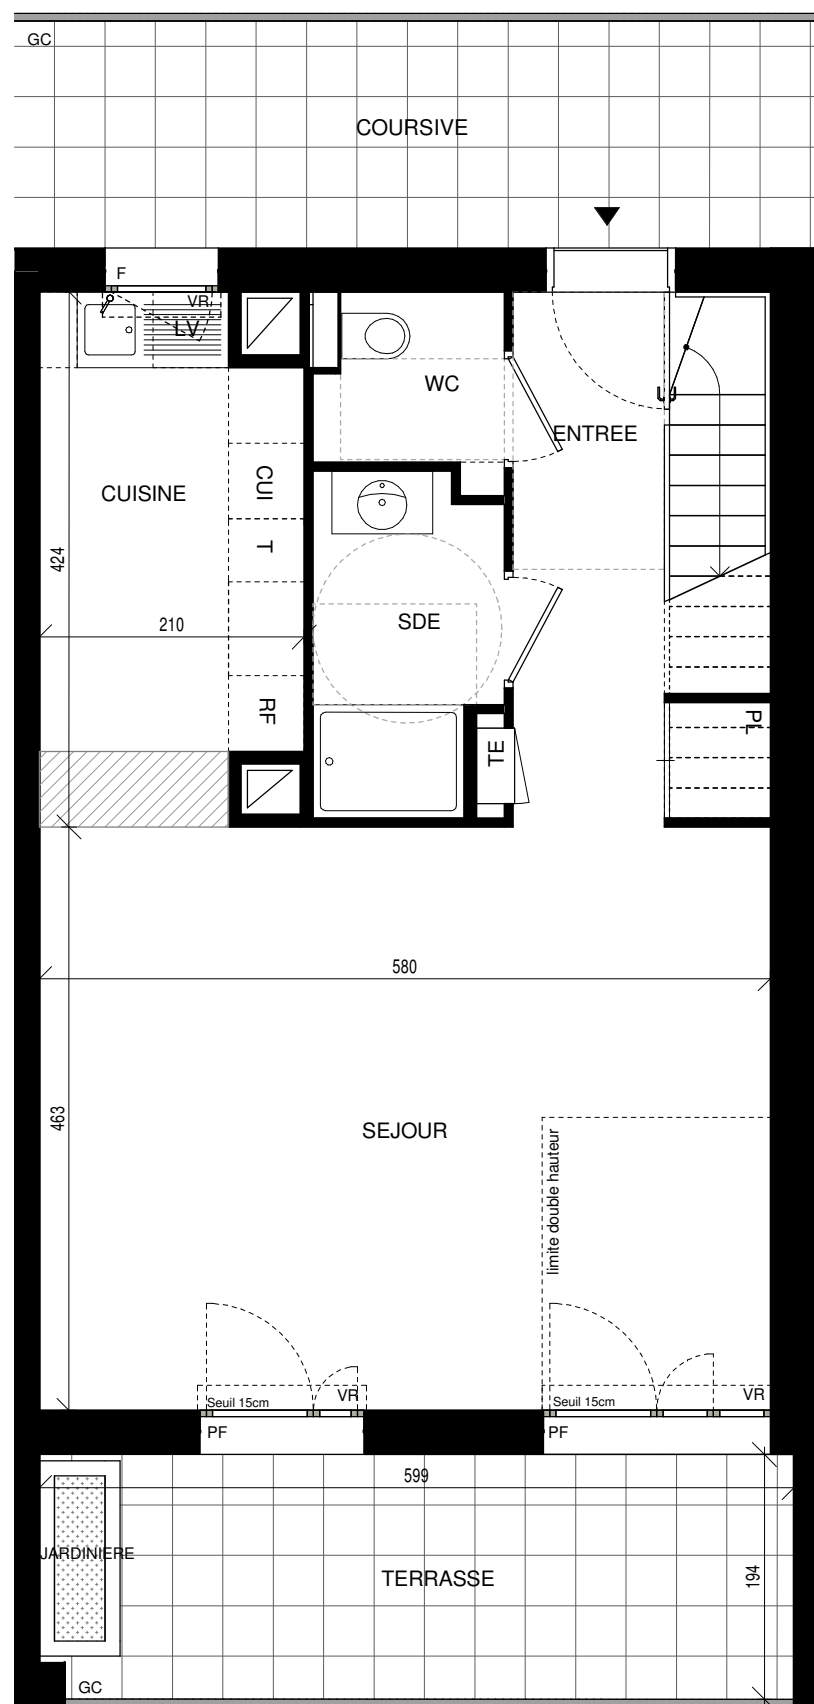 GC
COURSIVE
F
VR
LV
WC
ENTREE
CUISINE
CUI
T
424
210
SDE
RF
PL
TE
580
463
SEJOUR
limite double hauteur
Seuil 15cm
VR
Seuil 15cm
VR
PF
PF
599
JARDINIERE
TERRASSE
194
GC